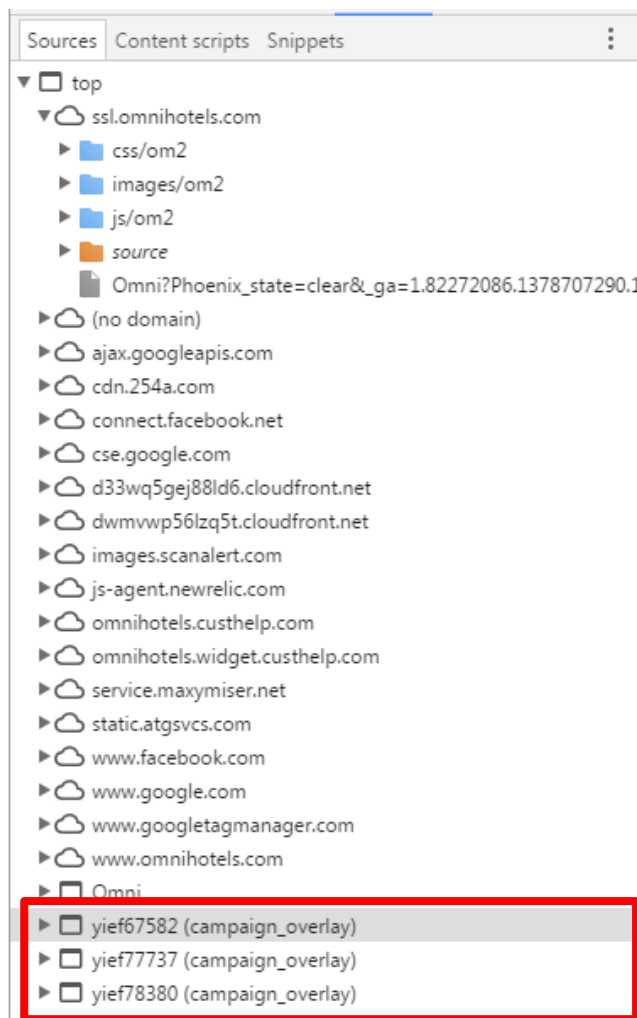 Sources Content scripts Snippets
top
ssl.omnihotels.com
css/om2
images/om2
js/om2
source
Omni?Phoenix_state=clear&_ga=1.82272086.1378707290.1
(no domain)
ajax.googleapis.com
cdn.254a.com
connect.facebook.net
cse.google.com
d33wq5gej88ld6.cloudfront.net
dwmvwp56lzq5t.cloudfront.net
images.scanalert.com
js-agent.newrelic.com
omnihotels.custhelp.com
omnihotels.widget.custhelp.com
service.maxymiser.net
static.atgsvcs.com
www.facebook.com
www.google.com
www.googletagmanager.com
www.omnihotels.com
Omni
yief67582 (campaign_overlay)
yief77737 (campaign_overlay)
yief78380 (campaign_overlay)